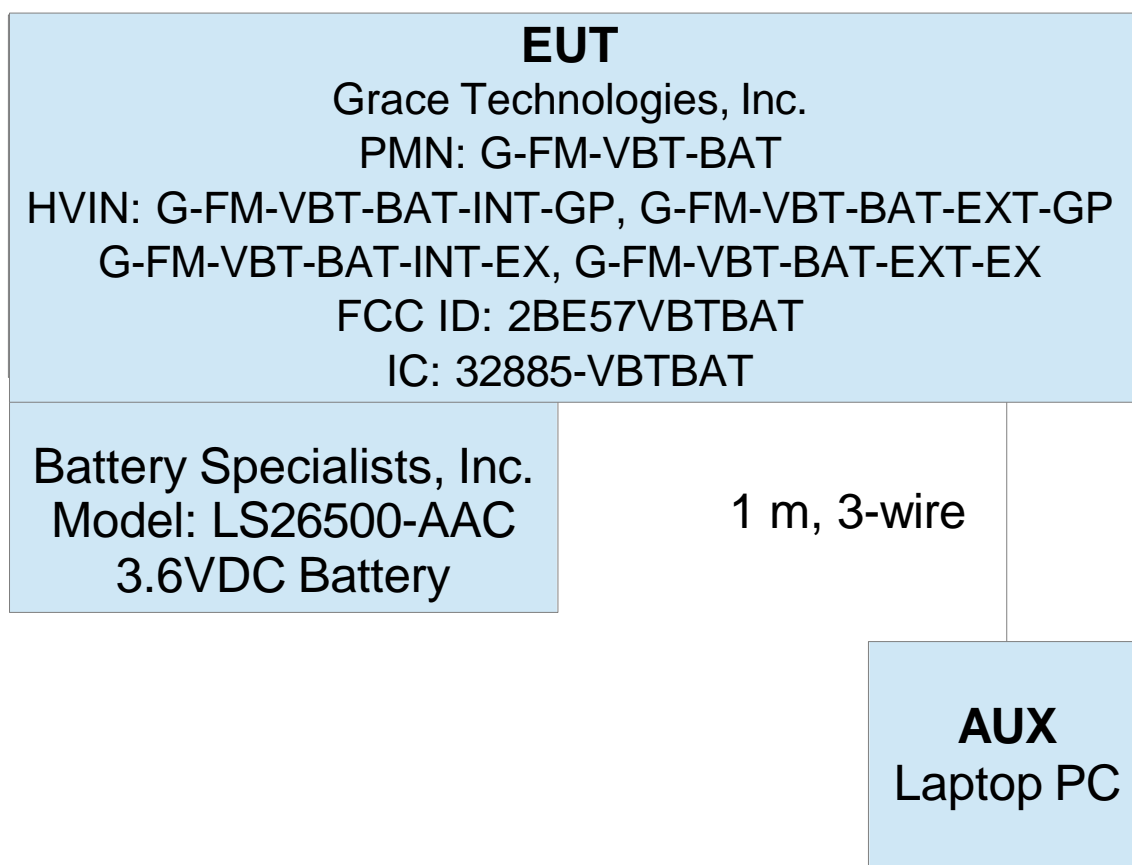 EUT
Grace Technologies, Inc.
PMN: G-FM-VBT-BAT
HVIN: G-FM-VBT-BAT-INT-GP, G-FM-VBT-BAT-EXT-GP
G-FM-VBT-BAT-INT-EX, G-FM-VBT-BAT-EXT-EX
FCC ID: 2BE57VBTBAT
IC: 32885-VBTBAT
Battery Specialists, Inc.
Model: LS26500-AAC
3.6VDC Battery
1 m, 3-wire
AUX
Laptop PC